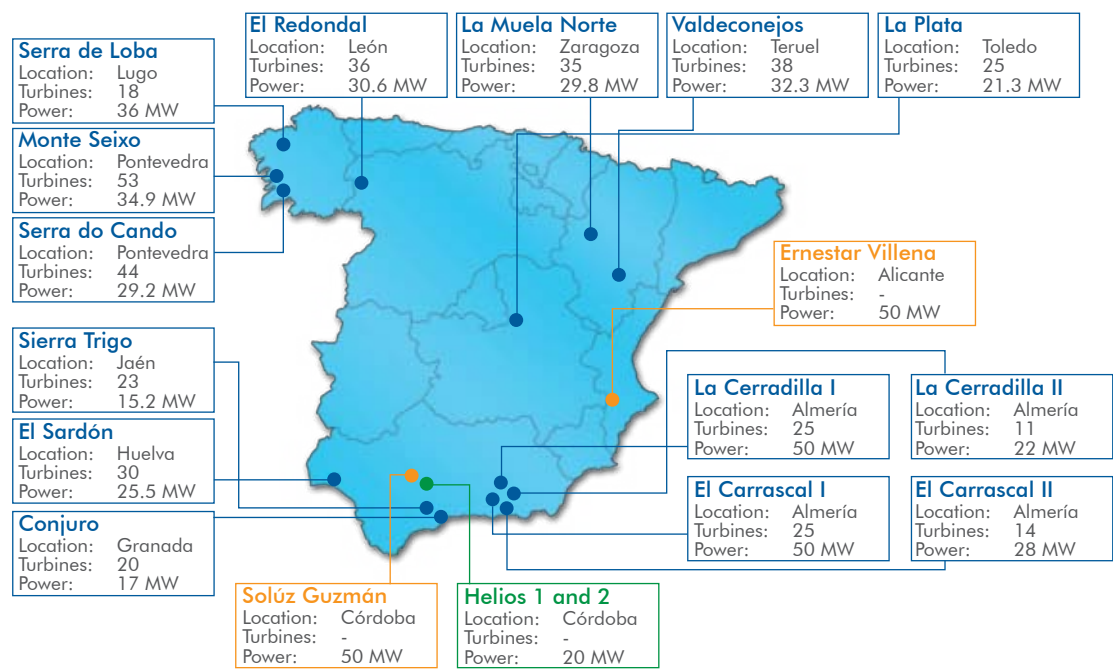 El Redondal
Location: León
Turbines: 36
Power: 30.6 MW
La Muela Norte
Location: Zaragoza
Turbines: 35
Power: 29.8 MW
Valdeconejos
Location: Teruel
Turbines: 38
Power: 32.3 MW
La Plata
Location: Toledo
Turbines: 25
Power: 21.3 MW
Serra de Loba
Location: Lugo
Turbines: 18
Power: 36 MW
Monte Seixo
Location: Pontevedra
Turbines: 53
Power: 34.9 MW
Serra do Cando
Location: Pontevedra
Turbines: 44
Power: 29.2 MW
Ernestar Villena
Location: Alicante
Turbines: -
Power: 50 MW
Sierra Trigo
Location: Jaén
Turbines: 23
Power: 15.2 MW
El Sardón
Location: Huelva
Turbines: 30
Power: 25.5 MW
Conjuro
Location: Granada
Turbines: 20
Power: 17 MW
La Cerradilla I
Location: Almería
Turbines: 25
Power: 50 MW
La Cerradilla II
Location: Almería
Turbines: 11
Power: 22 MW
El Carrascal I
Location: Almería
Turbines: 25
Power: 50 MW
El Carrascal II
Location: Almería
Turbines: 14
Power: 28 MW
Solúz Guzmán
Location: Córdoba
Turbines: -
Power: 50 MW
Helios 1 and 2
Location: Córdoba
Turbines: -
Power: 20 MW